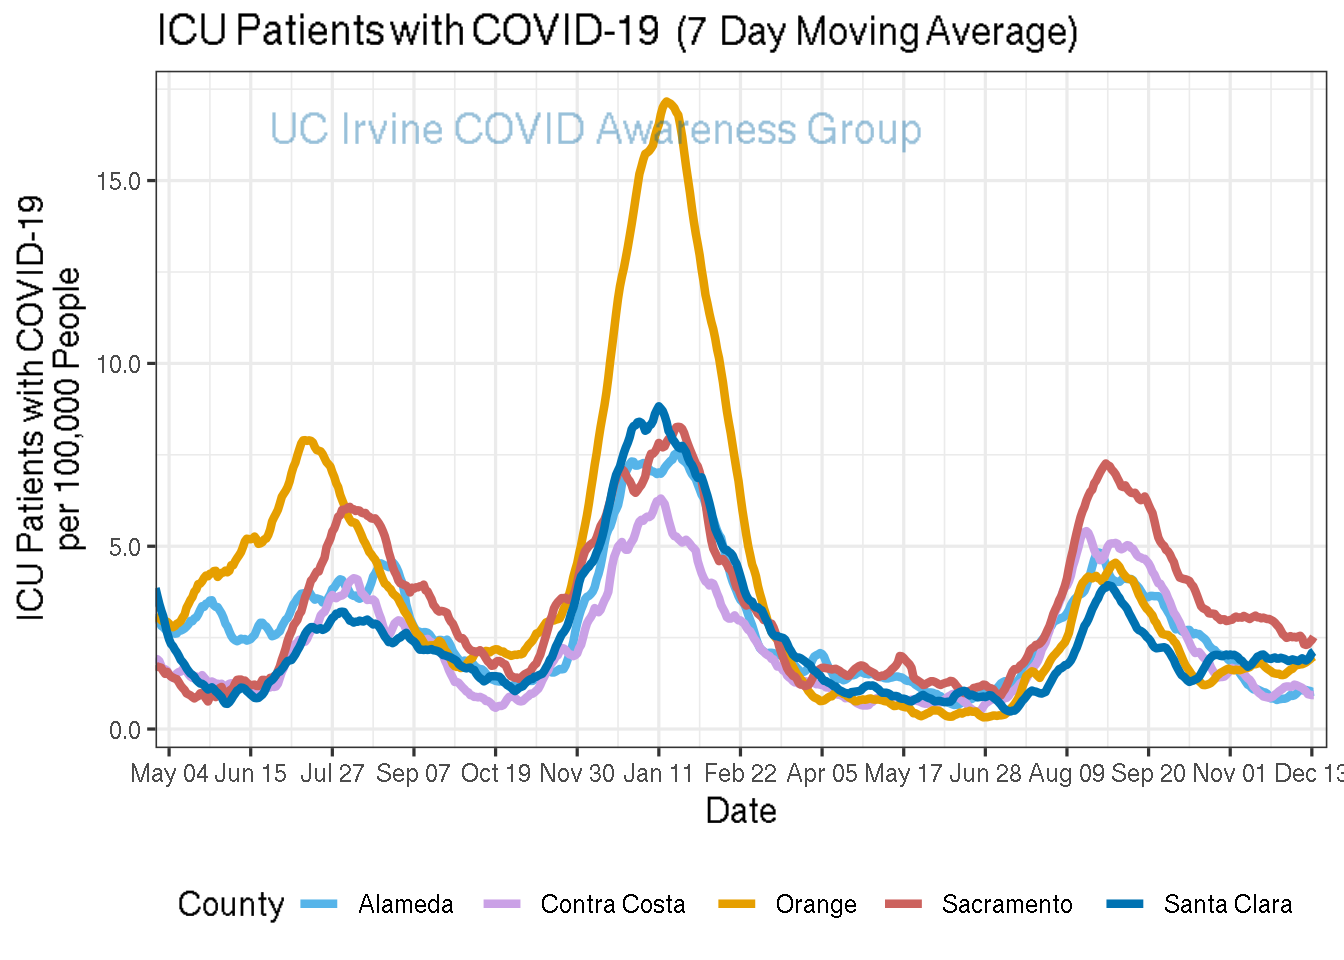 ICU Patients with COVID-19 (7 Day Moving Average)
UC Irvine COVID Awareness Group
ICU Patients with COVID-19
per 100,000 People
15.0
10.0
5.0
0.0
May 04 Jun 15 Jul 27 Sep 07 Oct 19 Nov 30 Jan 11 Feb 22 Apr 05 May 17 Jun 28 Aug 09 Sep 20 Nov 01 Dec 13
Date
County Alameda Contra Costa Orange Sacramento Santa Clara